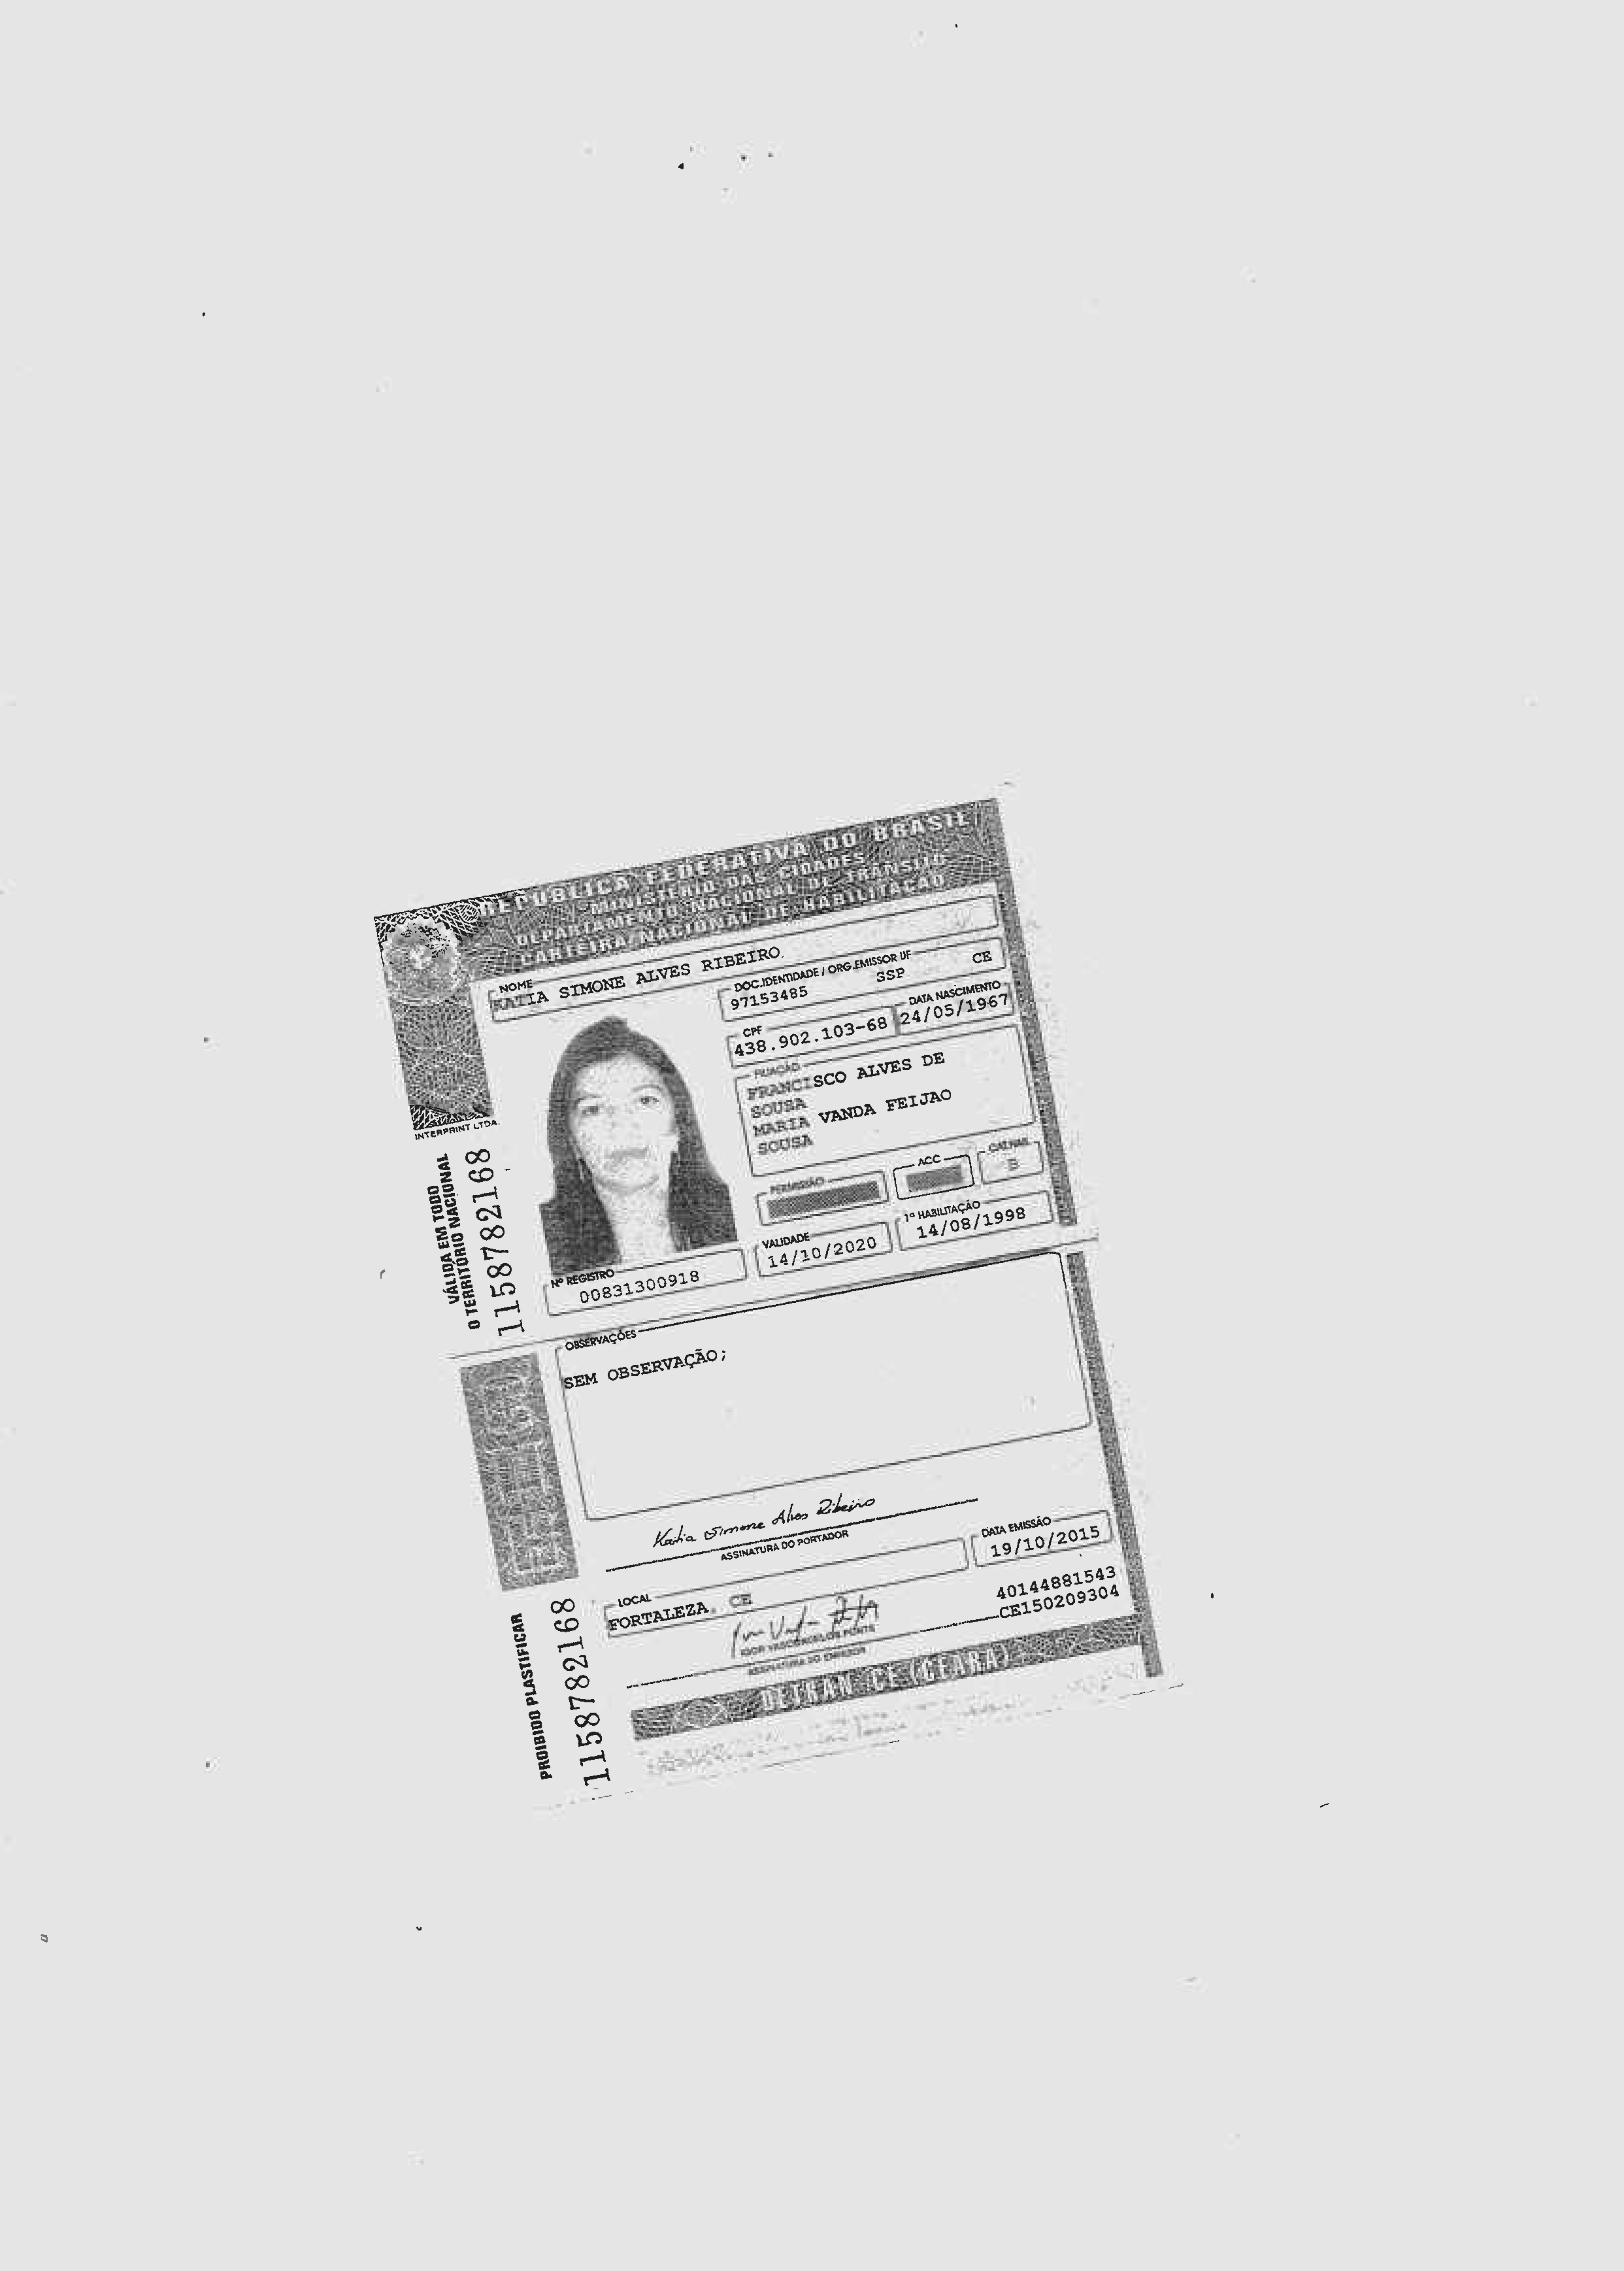 REPÚBLICA FEDERATIVA DO BRASIL
MINISTÉRIO DAS CIDADES
DEPARTAMENTO NACIONAL DE TRÂNSITO
CARTEIRA NACIONAL DE HABILITAÇÃO
NOME
KATIA SIMONE ALVES RIBEIRO
DOC.IDENTIDADE / ORG.EMISSOR UF
97153485 SSP CE
CPF DATA NASCIMENTO
438.902.103-68 24/05/1967
FILIAÇÃO
FRANCISCO ALVES DE
SOUSA
MARIA VANDA FEIJAO
SOUSA
PERMISSÃO ACC CAT.HAB.
B
VALIDADE 1ª HABILITAÇÃO
14/10/2020 14/08/1998
Nº REGISTRO
00831300918
INTERPRINT LTDA.
VÁLIDA EM TODO
O TERRITÓRIO NACIONAL
1158782168
OBSERVAÇÕES
SEM OBSERVAÇÃO;
Katia Simone Alves Ribeiro
ASSINATURA DO PORTADOR
LOCAL DATA EMISSÃO
FORTALEZA, CE 19/10/2015
IGOR VASCONCELOS PONTE
ASSINATURA DO EMISSOR
40144881543
CE150209304
DETRAN CE (CEARA)
PROIBIDO PLASTIFICAR
1158782168